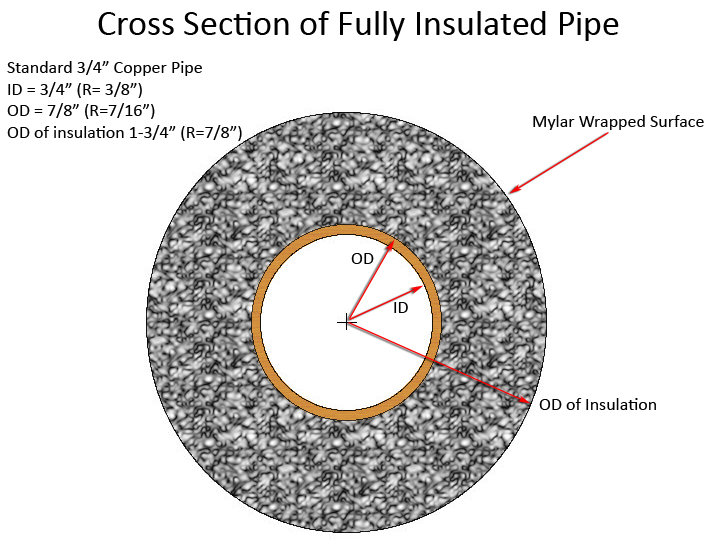 Cross Section of Fully Insulated Pipe
Standard 3/4” Copper Pipe
ID = 3/4” (R= 3/8”)
OD = 7/8” (R=7/16”)
OD of insulation 1-3/4” (R=7/8”)
Mylar Wrapped Surface
OD
ID
OD of Insulation